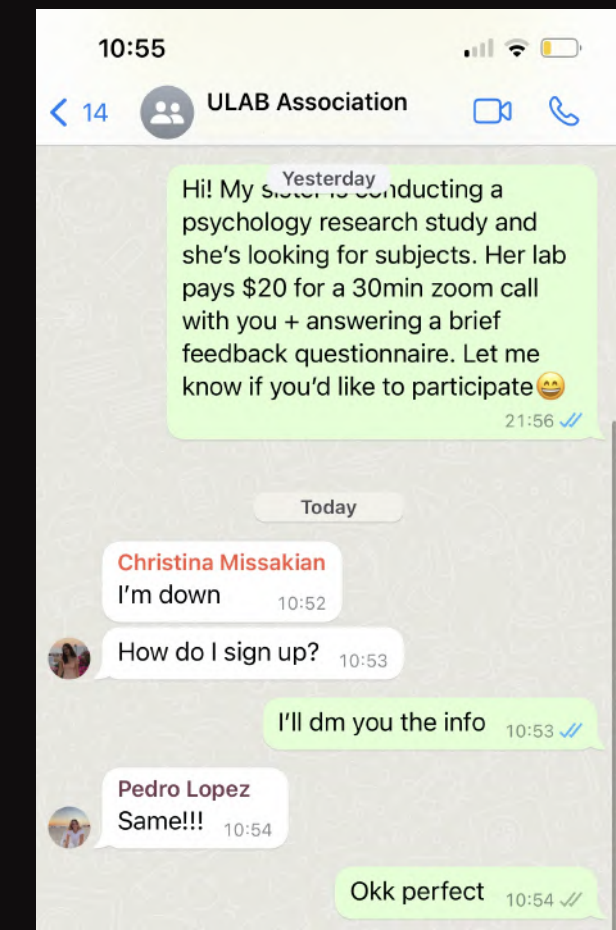 10:55
14
ULAB Association
Yesterday
Hi! My conducting a
psychology research study and
she's looking for subjects. Her lab
pays $20 for a 30min zoom call
with you + answering a brief
feedback questionnaire. Let me
know if you'd like to participate😄
21:56
Today
Christina Missakian
I'm down 10:52
How do I sign up? 10:53
I'll dm you the info 10:53
Pedro Lopez
Same!!! 10:54
Okk perfect 10:54